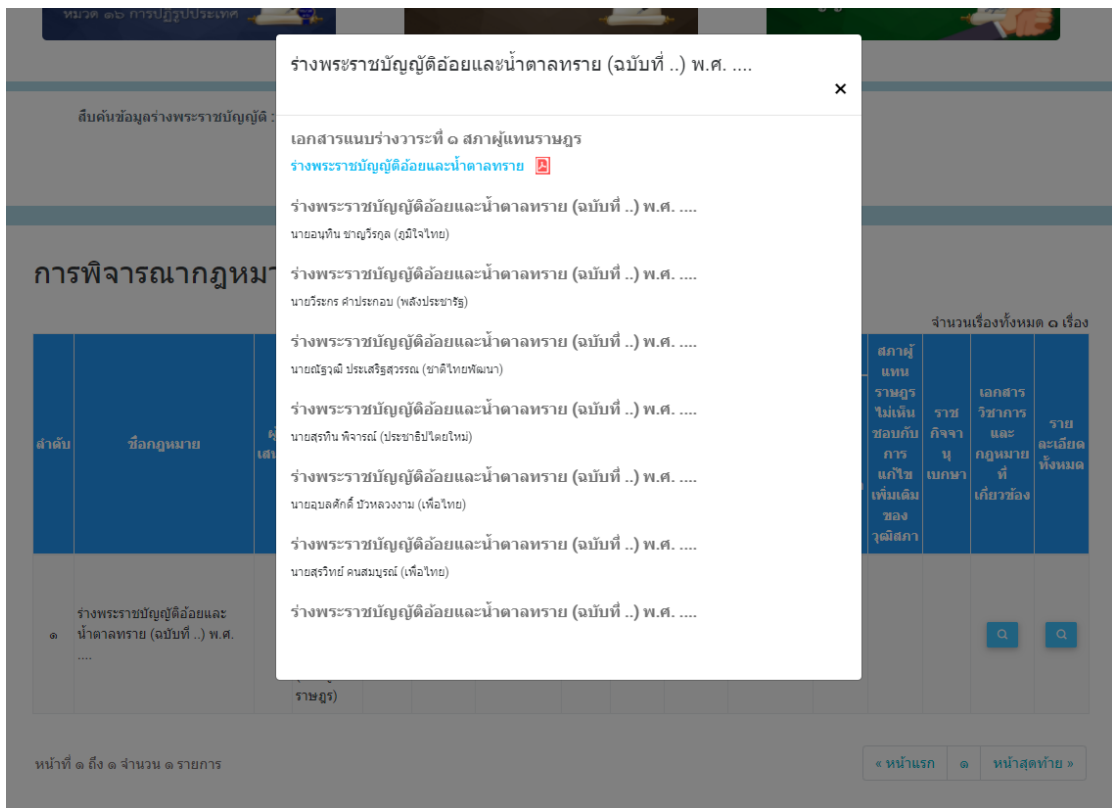 หมวด ๑๖ การปฏิรูปประเทศ
ร่างพระราชบัญญัติอ้อยและน้ำตาลทราย (ฉบับที่ ..) พ.ศ. ....
×
สืบค้นข้อมูลร่างพระราชบัญญัติ :
เอกสารแนบร่างวาระที่ ๑ สภาผู้แทนราษฎร
ร่างพระราชบัญญัติอ้อยและน้ำตาลทราย
ร่างพระราชบัญญัติอ้อยและน้ำตาลทราย (ฉบับที่ ..) พ.ศ. ....
นายอนุทิน ชาญวีรกูล (ภูมิใจไทย)
ร่างพระราชบัญญัติอ้อยและน้ำตาลทราย (ฉบับที่ ..) พ.ศ. ....
นายวีระกร คำประกอบ (พลังประชารัฐ)
ร่างพระราชบัญญัติอ้อยและน้ำตาลทราย (ฉบับที่ ..) พ.ศ. ....
นายณัฐวุฒิ ประเสริฐสุวรรณ (ชาติไทยพัฒนา)
ร่างพระราชบัญญัติอ้อยและน้ำตาลทราย (ฉบับที่ ..) พ.ศ. ....
นายสุรทิน พิจารณ์ (ประชาธิปไตยใหม่)
ร่างพระราชบัญญัติอ้อยและน้ำตาลทราย (ฉบับที่ ..) พ.ศ. ....
นายอุบลศักดิ์ บัวหลวงงาม (เพื่อไทย)
ร่างพระราชบัญญัติอ้อยและน้ำตาลทราย (ฉบับที่ ..) พ.ศ. ....
นายสุรวิทย์ คนสมบูรณ์ (เพื่อไทย)
ร่างพระราชบัญญัติอ้อยและน้ำตาลทราย (ฉบับที่ ..) พ.ศ. ....
การพิจารณากฎหมา
จำนวนเรื่องทั้งหมด ๑ เรื่อง
ลำดับ
ชื่อกฎหมาย
สภาผู้
แทน
ราษฎร
ไม่เห็น
ชอบกับ
การ
แก้ไข
เพิ่มเติม
ของ
วุฒิสภา
ราช
กิจจา
นุ
เบกษา
เอกสาร
วิชาการ
และ
กฎหมาย
ที่
เกี่ยวข้อง
ราย
ละเอียด
ทั้งหมด
๑
ร่างพระราชบัญญัติอ้อยและ
น้ำตาลทราย (ฉบับที่ ..) พ.ศ.
....
ราษฎร)
หน้าที่ ๑ ถึง ๑ จำนวน ๑ รายการ
« หน้าแรก ๑ หน้าสุดท้าย »